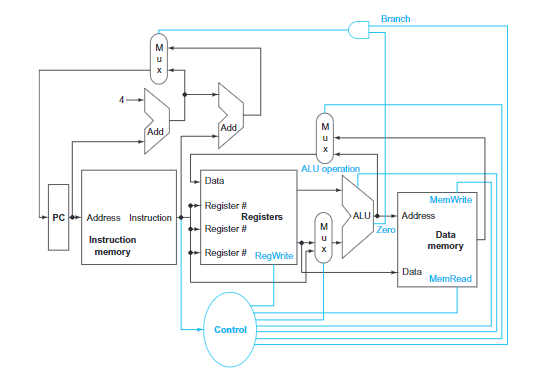 Branch
M
u
x
4
Add
Add
M
u
x
ALU operation
Data
Register #
Registers
Register #
Register #
RegWrite
PC
Address
Instruction
Instruction
memory
M
u
x
ALU
Zero
MemWrite
Address
Data
memory
Data
MemRead
Control